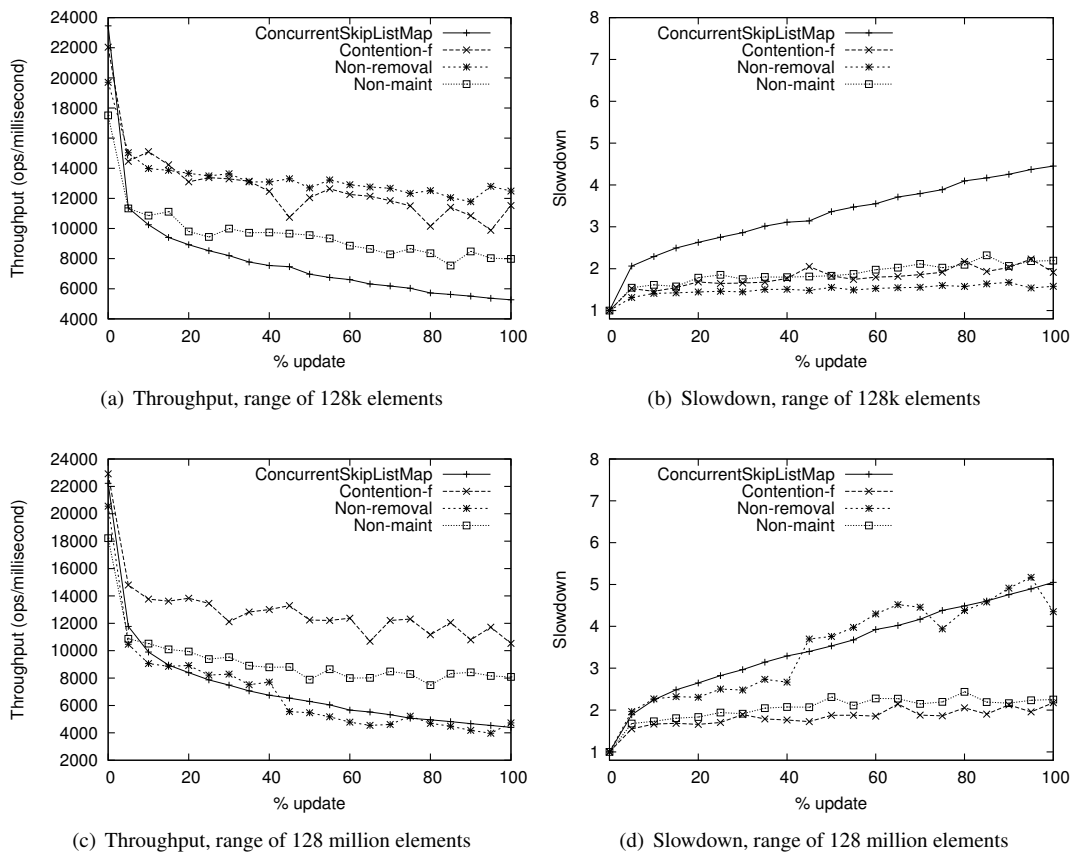 24000
22000
20000
18000
16000
14000
12000
10000
8000
6000
4000
Throughput (ops/millisecond)
ConcurrentSkipListMap
Contention-f
Non-removal
Non-maint
0 20 40 60 80 100
% update
(a) Throughput, range of 128k elements
8
7
6
5
4
3
2
1
Slowdown
ConcurrentSkipListMap
Contention-f
Non-removal
Non-maint
0 20 40 60 80 100
% update
(b) Slowdown, range of 128k elements
24000
22000
20000
18000
16000
14000
12000
10000
8000
6000
4000
2000
Throughput (ops/millisecond)
ConcurrentSkipListMap
Contention-f
Non-removal
Non-maint
0 20 40 60 80 100
% update
(c) Throughput, range of 128 million elements
8
7
6
5
4
3
2
1
Slowdown
ConcurrentSkipListMap
Contention-f
Non-removal
Non-maint
0 20 40 60 80 100
% update
(d) Slowdown, range of 128 million elements